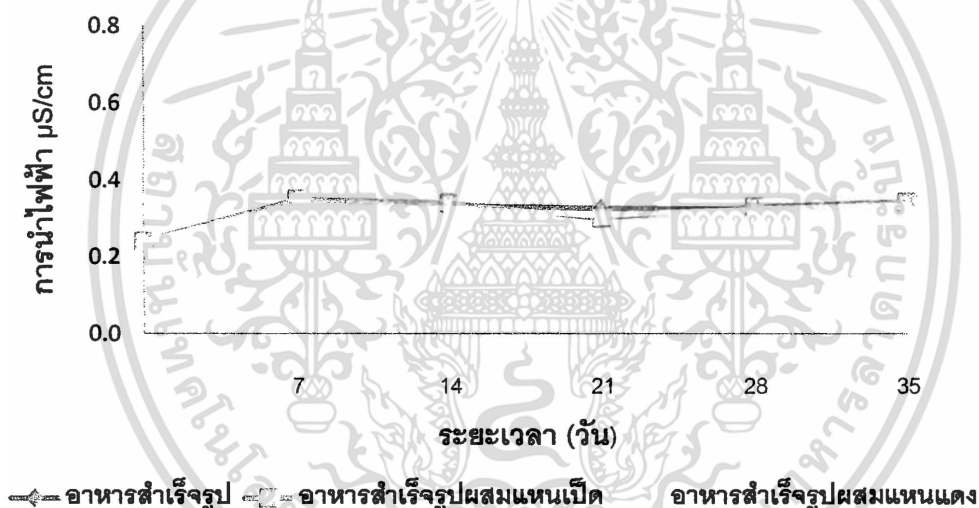 0.8
0.6
0.4
0.2
0.0
การนำไฟฟ้า µS/cm
7 14 21 28 35
ระยะเวลา (วัน)
อาหารสำเร็จรูป อาหารสำเร็จรูปผสมแหนเป็ด อาหารสำเร็จรูปผสมแหนแดง